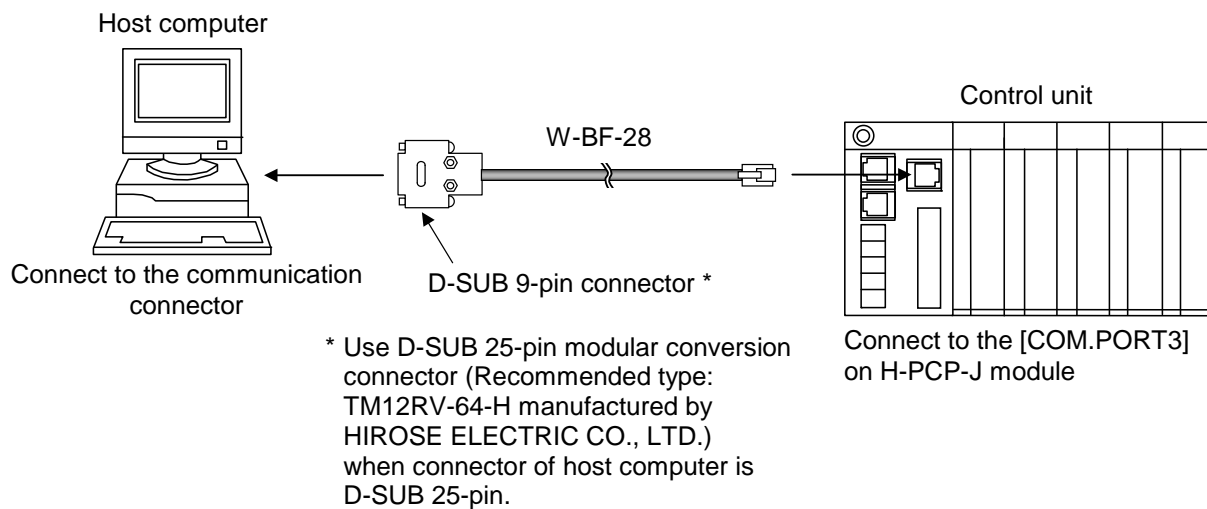 Host computer
Control unit
W-BF-28
Connect to the communication
connector
D-SUB 9-pin connector *
* Use D-SUB 25-pin modular conversion
connector (Recommended type:
TM12RV-64-H manufactured by
HIROSE ELECTRIC CO., LTD.)
when connector of host computer is
D-SUB 25-pin.
Connect to the [COM.PORT3]
on H-PCP-J module